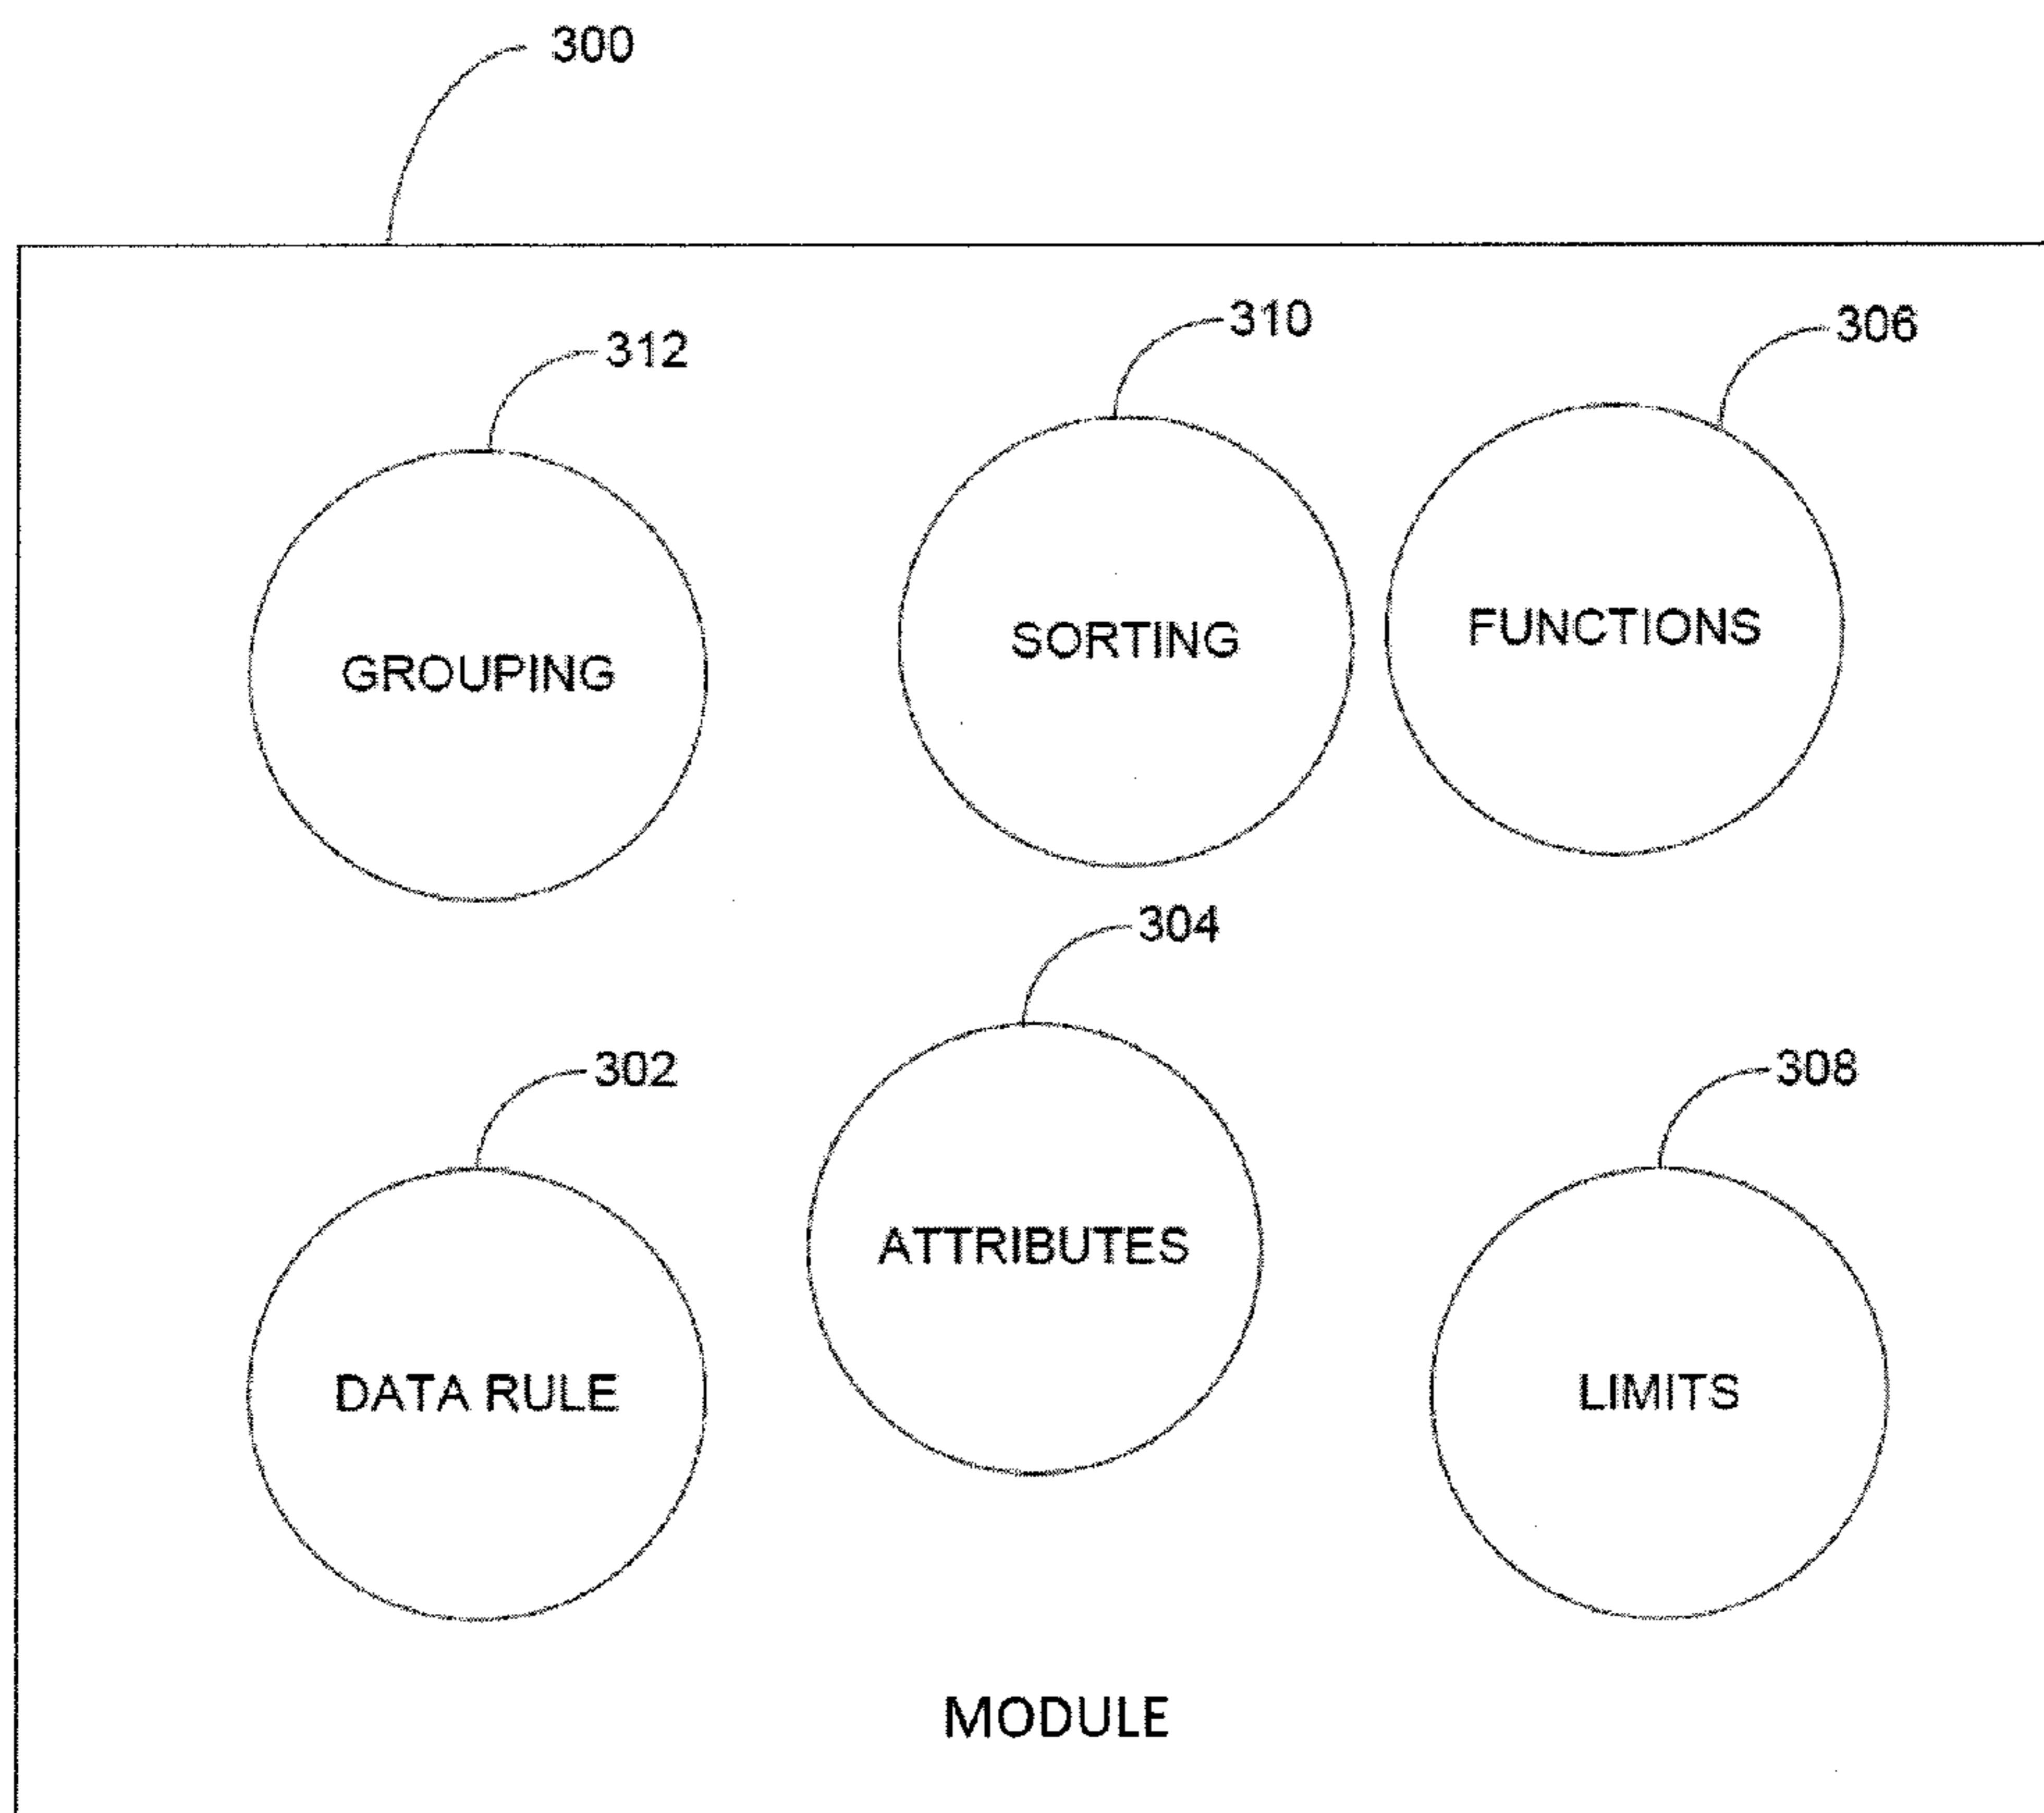 300
312
310
306
GROUPING
SORTING
FUNCTIONS
304
302
308
ATTRIBUTES
DATA RULE
LIMITS
MODULE